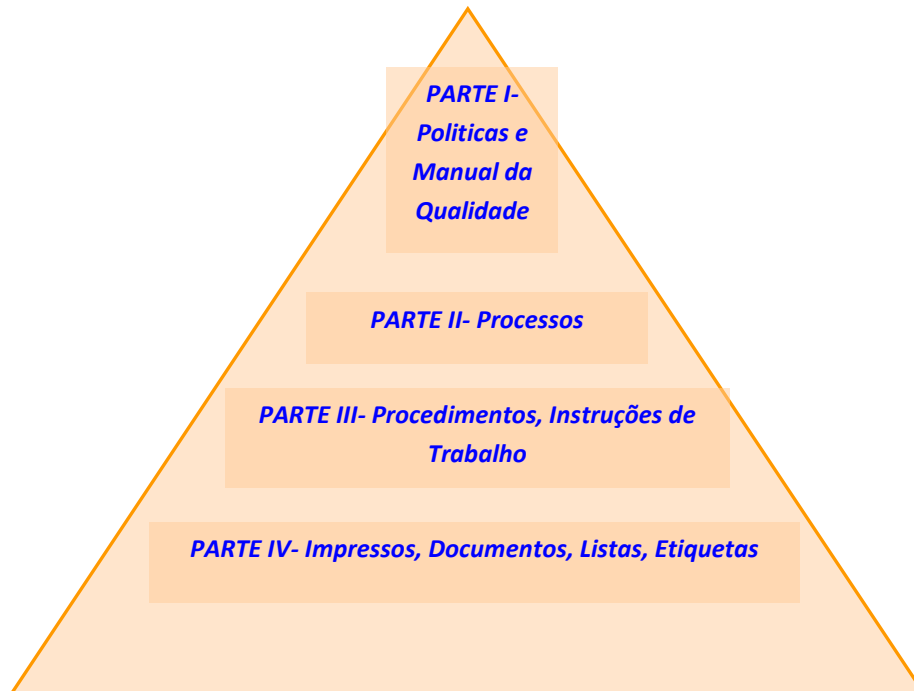 PARTE I-
Politicas e
Manual da
Qualidade
PARTE II- Processos
PARTE III- Procedimentos, Instruções de
Trabalho
PARTE IV- Impressos, Documentos, Listas, Etiquetas